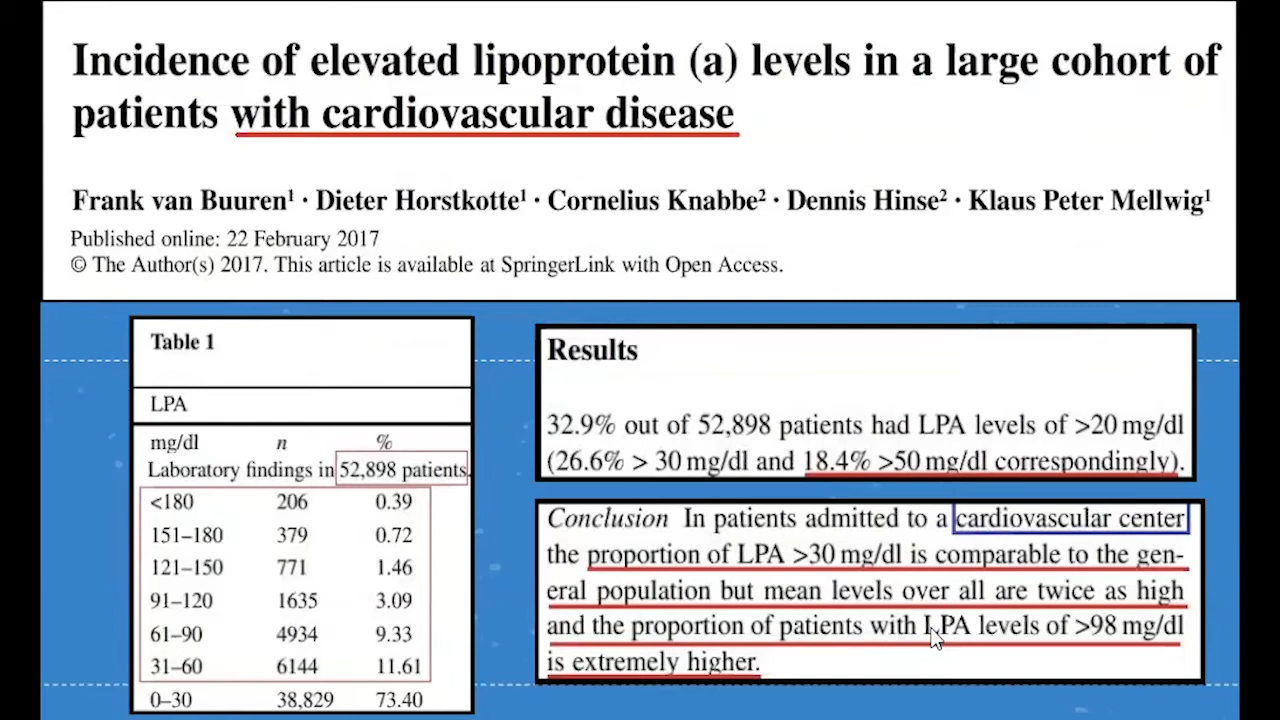 Incidence of elevated lipoprotein (a) levels in a large cohort of
patients with cardiovascular disease
Frank van Buuren¹ · Dieter Horstkotte¹ · Cornelius Knabbe² · Dennis Hinse² · Klaus Peter Mellwig¹
Published online: 22 February 2017
© The Author(s) 2017. This article is available at SpringerLink with Open Access.
Table 1
LPA
mg/dl n %
Laboratory findings in 52,898 patients.
<180 206 0.39
151–180 379 0.72
121–150 771 1.46
91–120 1635 3.09
61–90 4934 9.33
31–60 6144 11.61
0–30 38,829 73.40
Results
32.9% out of 52,898 patients had LPA levels of >20 mg/dl
(26.6% > 30 mg/dl and 18.4% >50 mg/dl correspondingly).
Conclusion In patients admitted to a cardiovascular center
the proportion of LPA >30 mg/dl is comparable to the gen-
eral population but mean levels over all are twice as high
and the proportion of patients with LPA levels of >98 mg/dl
is extremely higher.